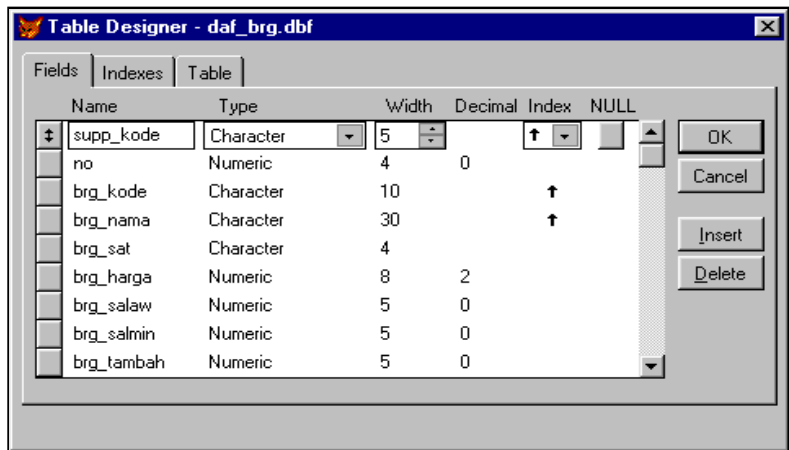 Table Designer - daf_brg.dbf
Fields Indexes Table
Name Type Width Decimal Index NULL
supp_kode Character 5 OK
no Numeric 4 0
Cancel
brg_kode Character 10
brg_nama Character 30
Insert
brg_sat Character 4
brg_harga Numeric 8 2 Delete
brg_salaw Numeric 5 0
brg_salmin Numeric 5 0
brg_tambah Numeric 5 0